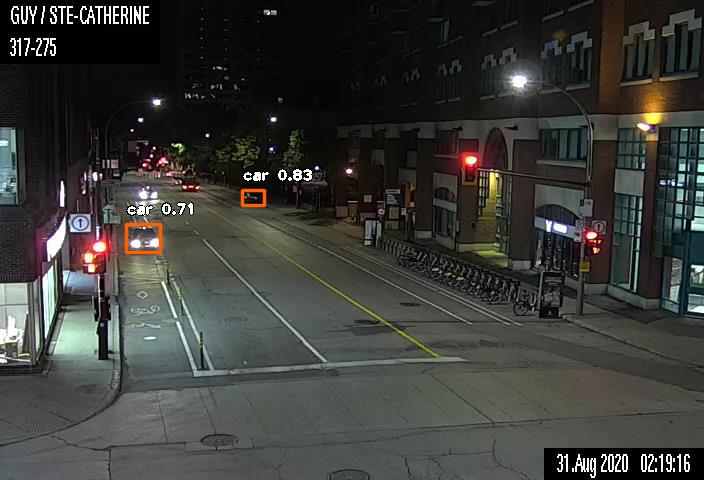 GUY / STE-CATHERINE
317-275
car 0.83
car 0.71
31.Aug 2020 02:19:16